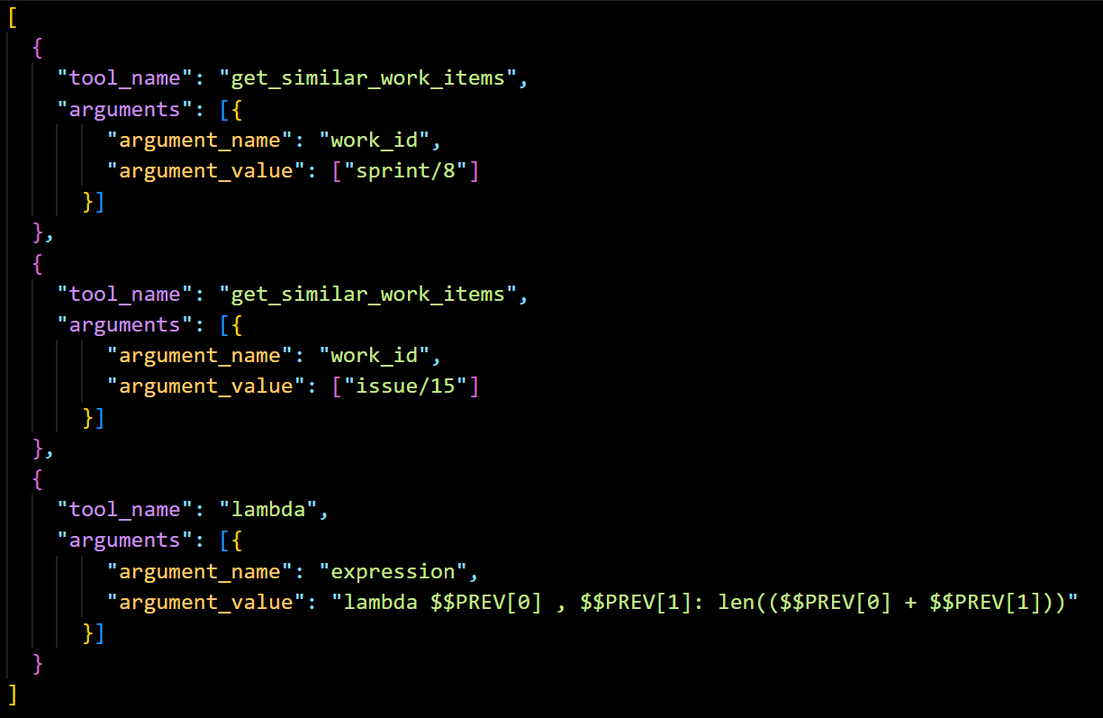 [
  {
    "tool_name": "get_similar_work_items",
    "arguments": [{
        "argument_name": "work_id",
        "argument_value": ["sprint/8"]
      }]
  },
  {
    "tool_name": "get_similar_work_items",
    "arguments": [{
        "argument_name": "work_id",
        "argument_value": ["issue/15"]
      }]
  },
  {
    "tool_name": "lambda",
    "arguments": [{
        "argument_name": "expression",
        "argument_value": "lambda $$PREV[0] , $$PREV[1]: len(($$PREV[0] + $$PREV[1]))"
      }]
  }
]